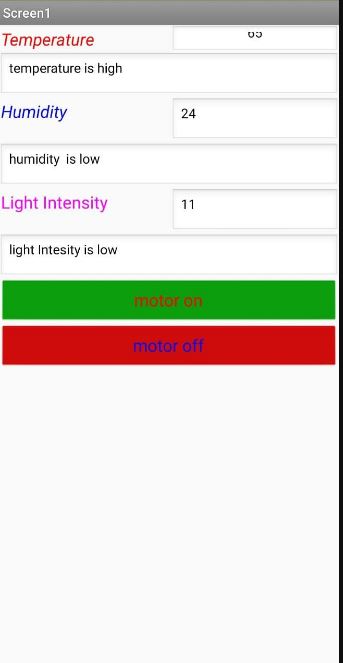 Screen1
Temperature
temperature is high
Humidity
24
humidity is low
Light Intensity
11
light Intesity is low
motor on
motor off